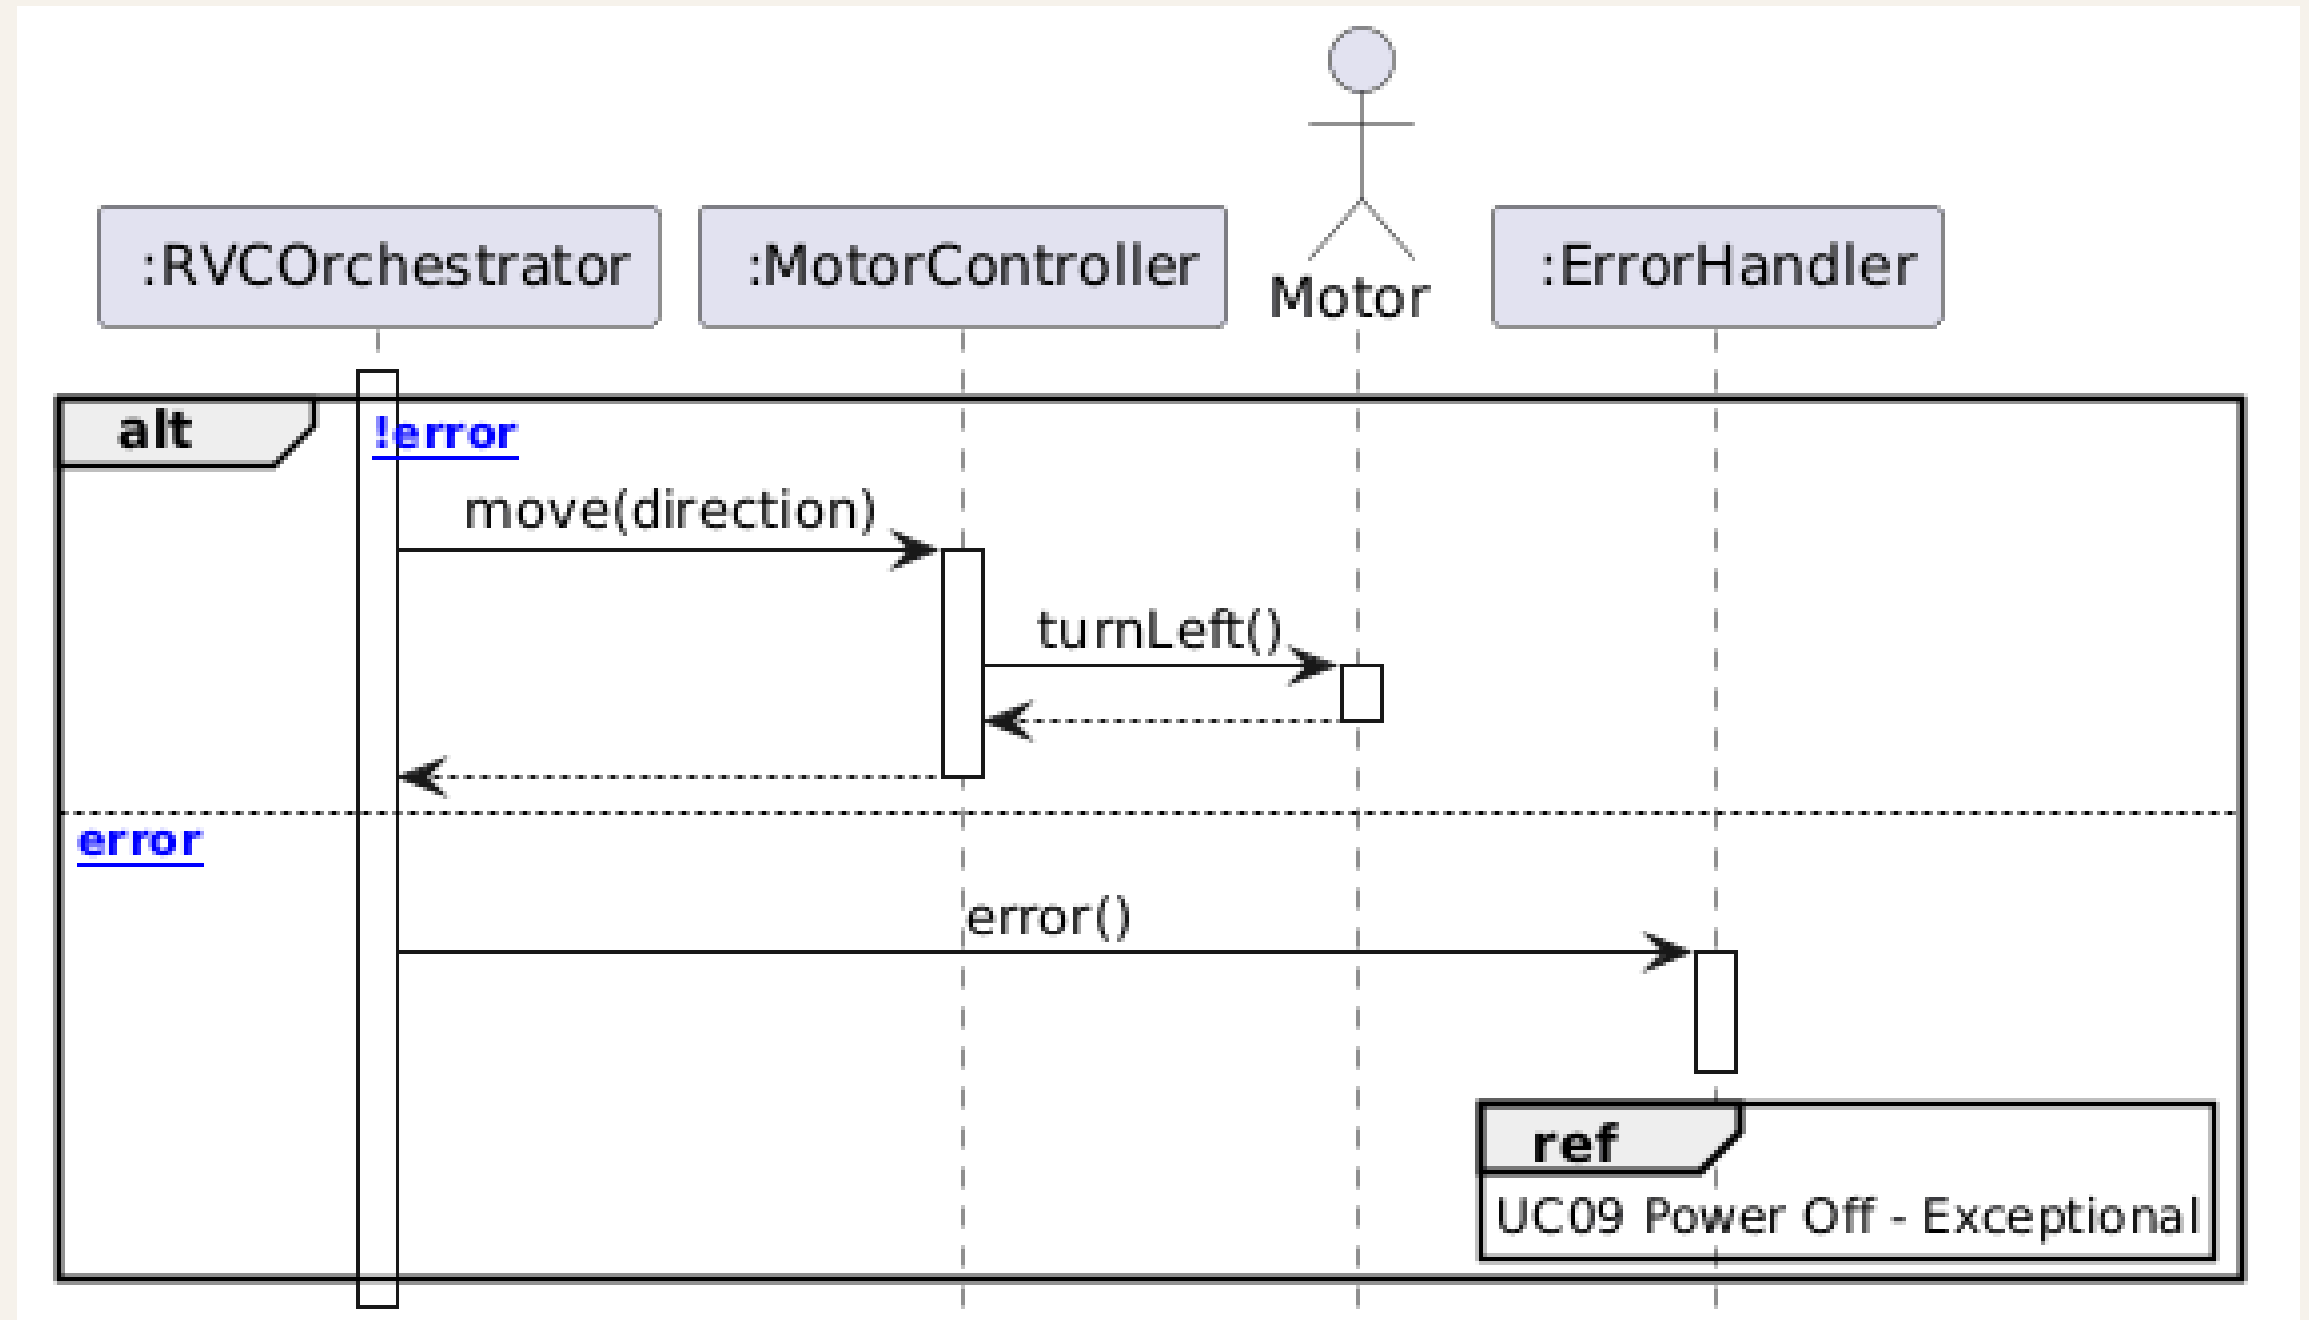 :RVCOrchestrator
:MotorController
Motor
:ErrorHandler
alt
!error
move(direction)
turnLeft()
error
error()
ref
UC09 Power Off - Exceptional